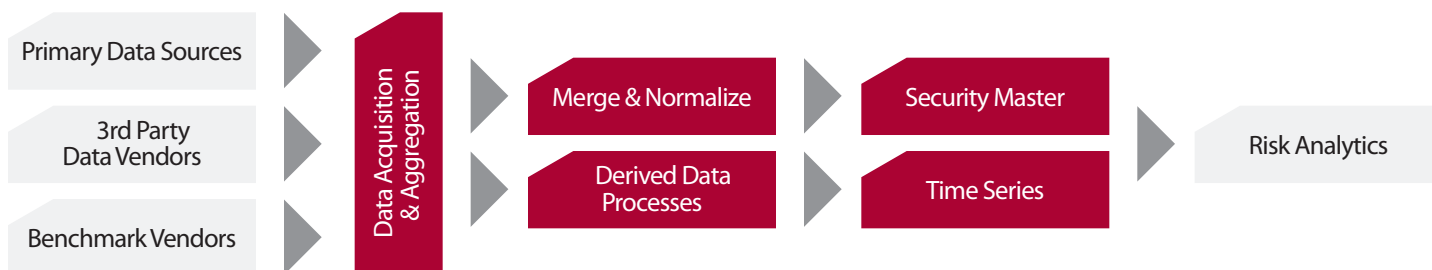 Primary Data Sources
3rd Party
Data Vendors
Benchmark Vendors
Data Acquisition
& Aggregation
Merge & Normalize
Derived Data
Processes
Security Master
Time Series
Risk Analytics